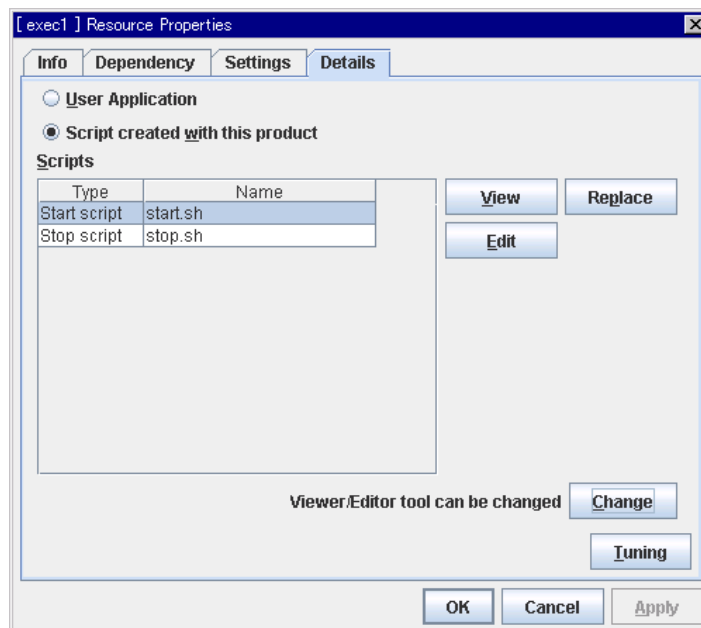 [ exec1 ] Resource Properties
Info Dependency Settings Details
User Application
Script created with this product
Scripts
Type Name
Start script start.sh
Stop script stop.sh
View Replace
Edit
Viewer/Editor tool can be changed Change
Tuning
OK Cancel Apply